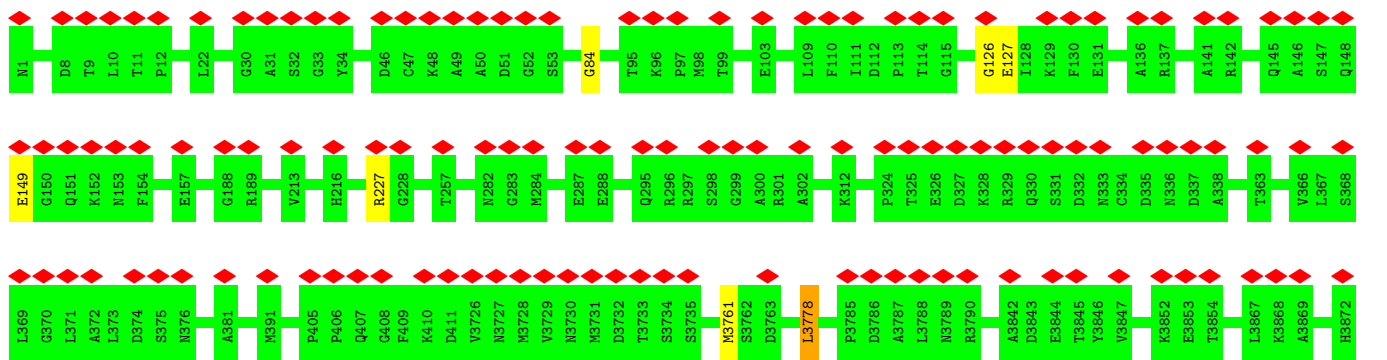 N1 D8 T9 L10 T11 P12 L22 G30 A31 S32 G33 Y34 D46 C47 K48 A49 A50 D51 G52 S53 G84 T95 K96 P97 M98 T99 E103 L109 F110 I111 D112 P113 T114 G115 G126 E127 I128 K129 F130 E131 A136 R137 A141 R142 Q145 A146 S147 Q148
E149 G150 Q151 K152 N153 F154 E157 G188 R189 V213 H216 R227 G228 T257 N282 G283 M284 E287 E288 Q295 R296 R297 S298 G299 A300 R301 A302 K312 P324 T325 E326 D327 K328 R329 Q330 S331 D332 N333 C334 D335 N336 D337 A338 T363 V366 L367 S368
L369 G370 L371 A372 L373 D374 S375 N376 A381 M391 P405 P406 Q407 G408 F409 K410 D411 V3726 N3727 M3728 V3729 N3730 M3731 D3732 T3733 S3734 S3735 M3761 S3762 D3763 L3778 P3785 D3786 A3787 L3788 N3789 R3790 A3842 D3843 E3844 T3845 Y3846 V3847 K3852 E3853 T3854 L3867 K3868 A3869 H3872